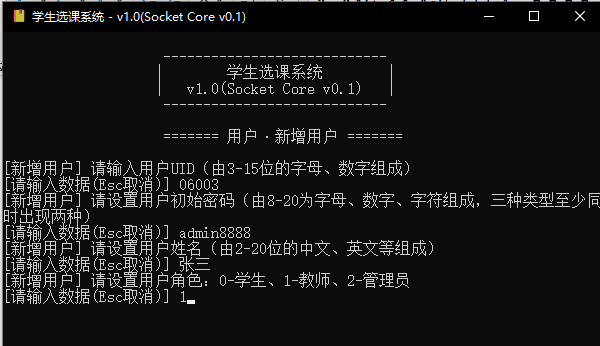 学生选课系统 - v1.0(Socket Core v0.1)
---------------------------
| 学生选课系统 |
| v1.0(Socket Core v0.1) |
---------------------------
======= 用户·新增用户 =======
[新增用户] 请输入用户UID（由3-15位的字母、数字组成）
[请输入数据(Esc取消)] 06003
[新增用户] 请设置用户初始密码（由8-20为字母、数字、字符组成，三种类型至少同
时出现两种）
[请输入数据(Esc取消)] admin8888
[新增用户] 请设置用户姓名（由2-20位的中文、英文等组成）
[请输入数据(Esc取消)] 张三
[新增用户] 请设置用户角色：0-学生、1-教师、2-管理员
[请输入数据(Esc取消)] 1